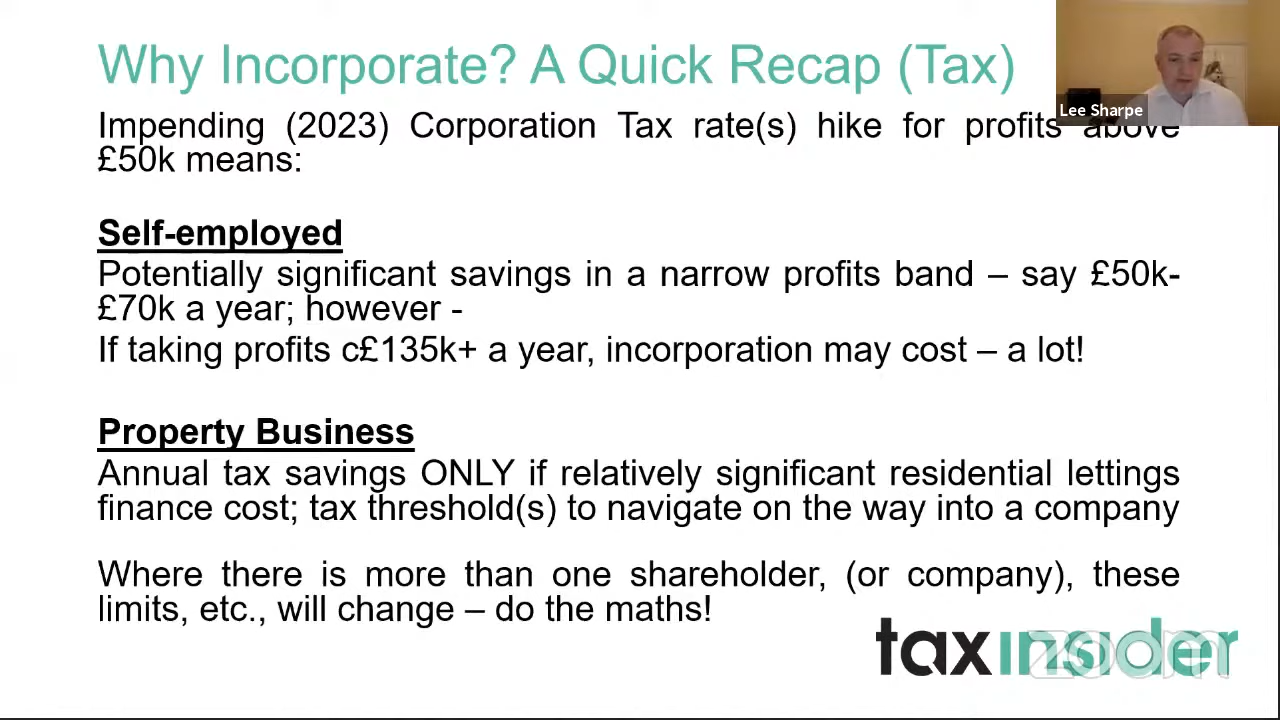 Why Incorporate? A Quick Recap (Tax)
Lee Sharpe
Impending (2023) Corporation Tax rate(s) hike for profits above
£50k means:
Self-employed
Potentially significant savings in a narrow profits band – say £50k-
£70k a year; however -
If taking profits c£135k+ a year, incorporation may cost – a lot!
Property Business
Annual tax savings ONLY if relatively significant residential lettings
finance cost; tax threshold(s) to navigate on the way into a company
Where there is more than one shareholder, (or company), these
limits, etc., will change – do the maths!
taxinsider
zoom